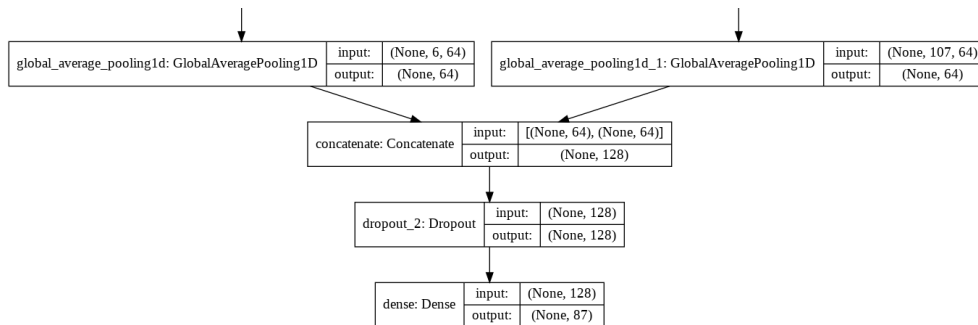 global_average_pooling1d: GlobalAveragePooling1D
input: (None, 6, 64)
output: (None, 64)
global_average_pooling1d_1: GlobalAveragePooling1D
input: (None, 107, 64)
output: (None, 64)
concatenate: Concatenate
input: [(None, 64), (None, 64)]
output: (None, 128)
dropout_2: Dropout
input: (None, 128)
output: (None, 128)
dense: Dense
input: (None, 128)
output: (None, 87)